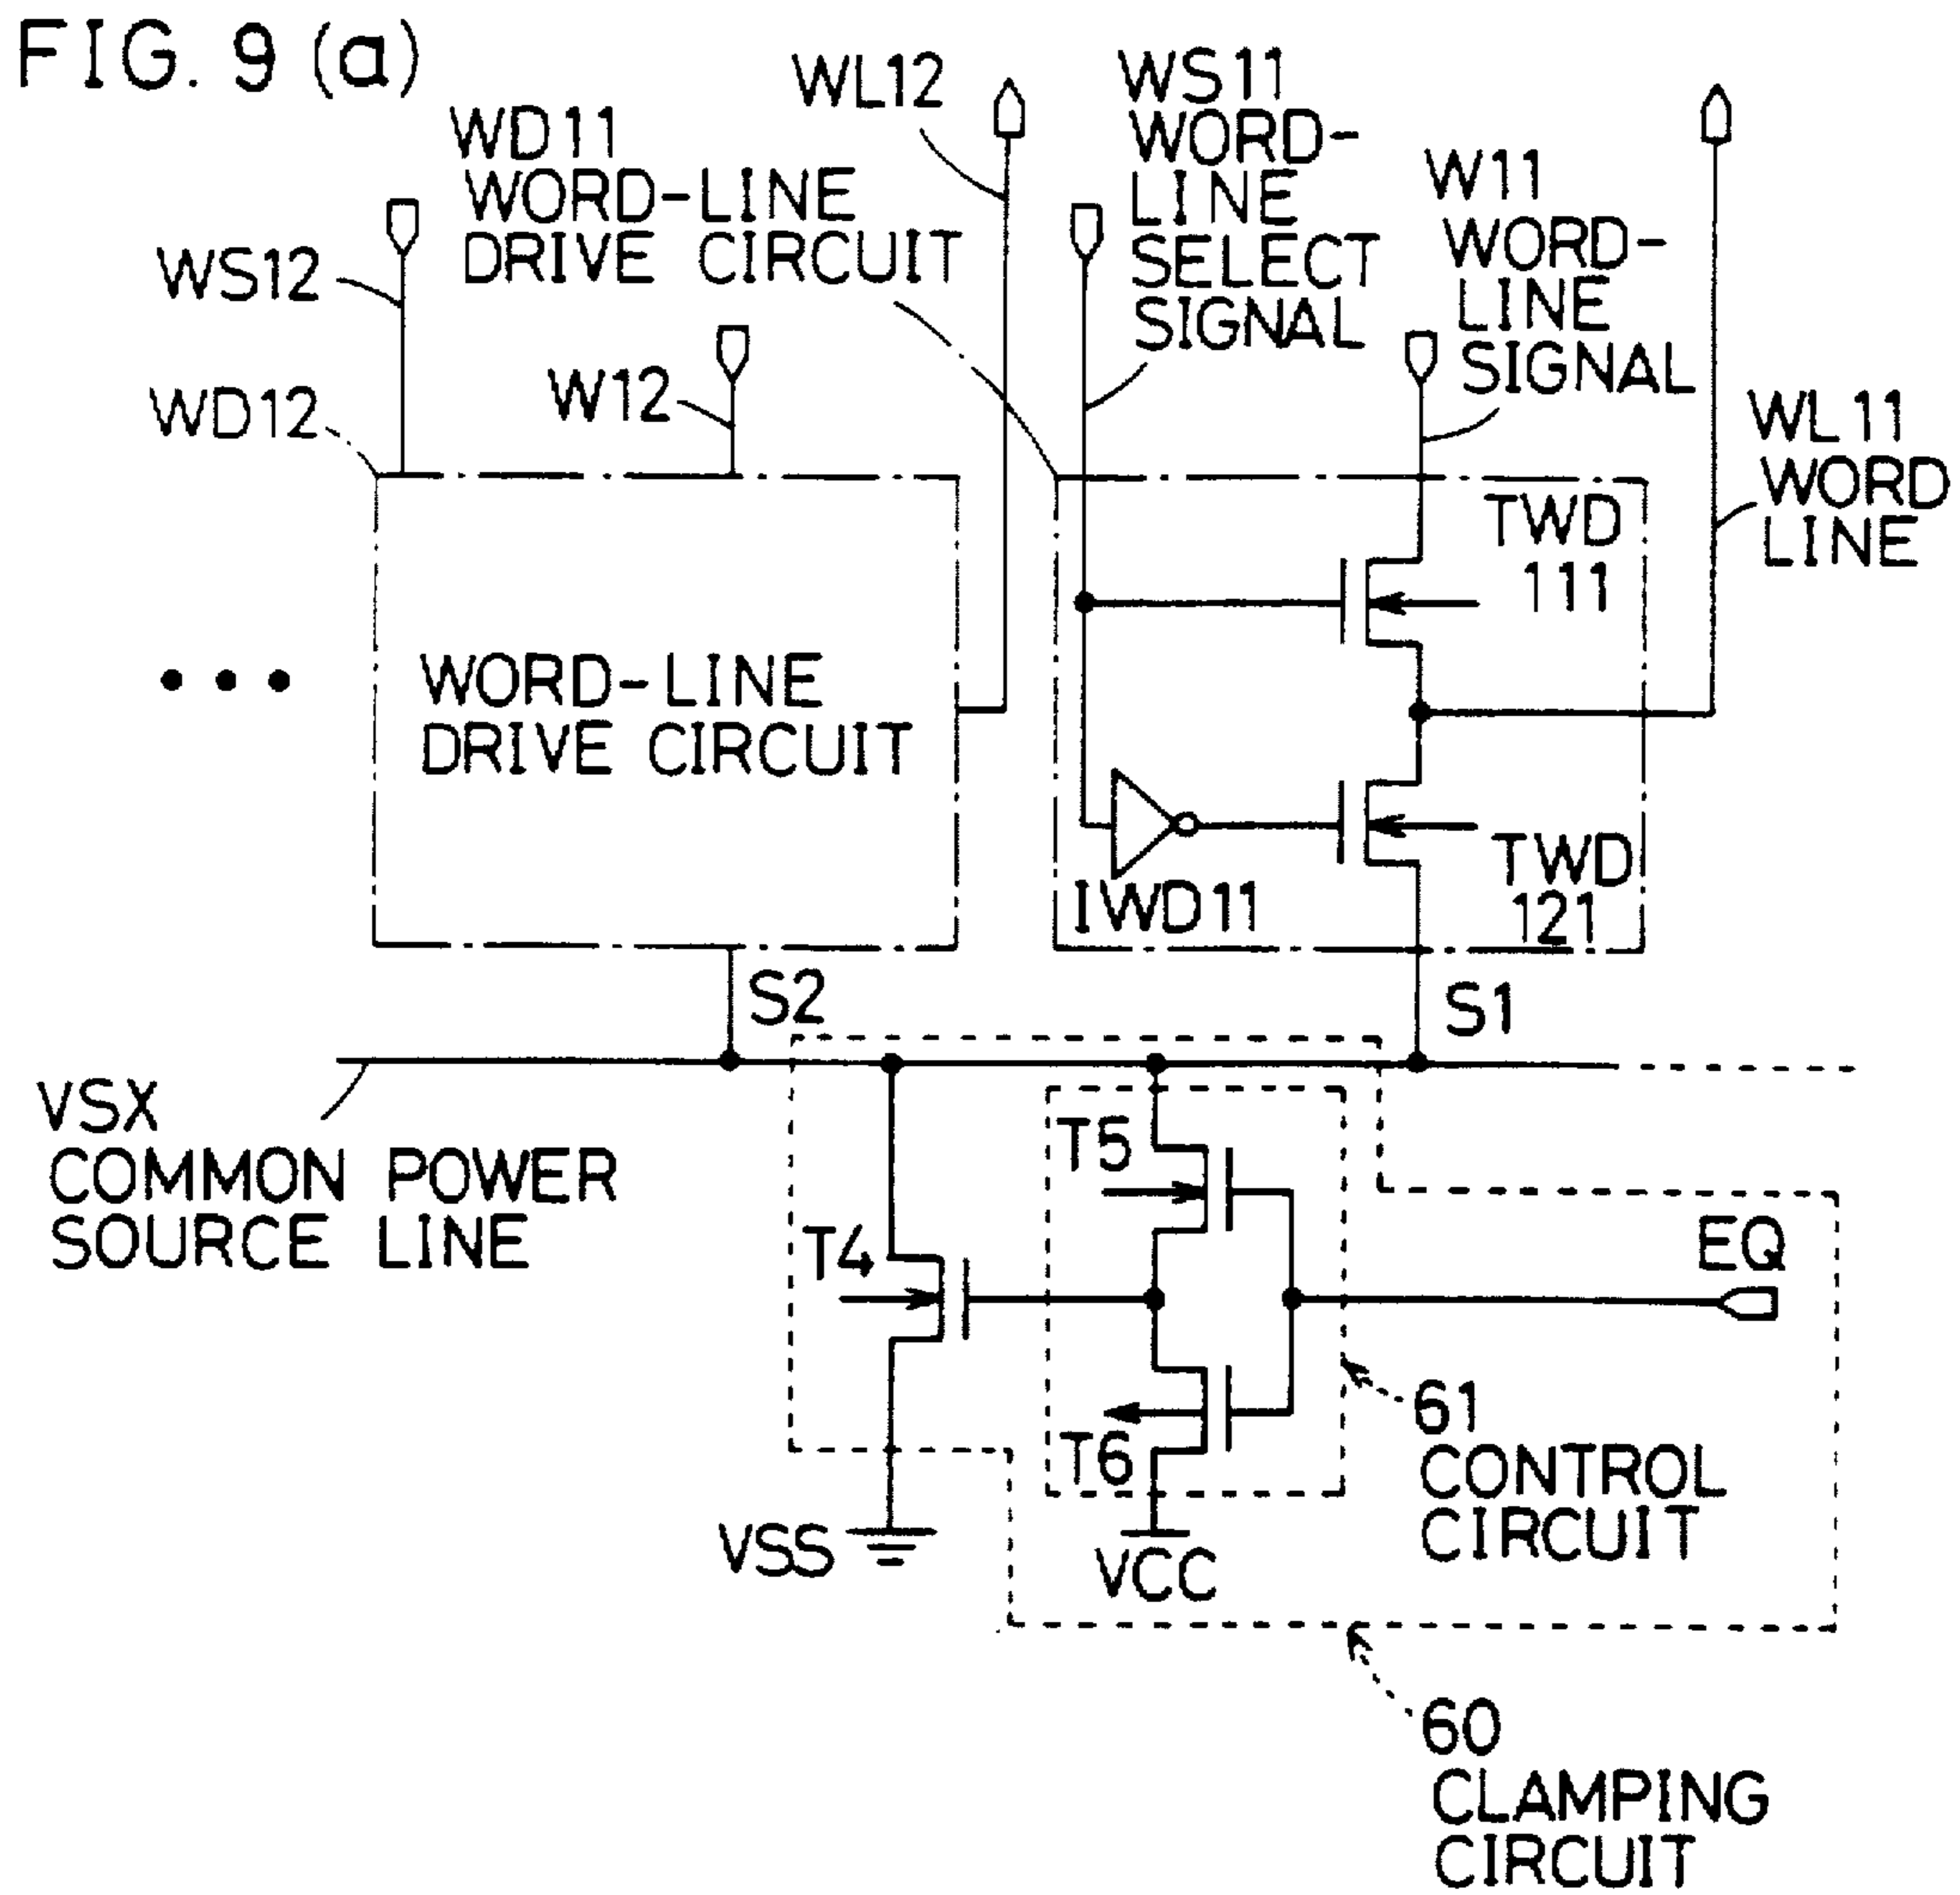 FIG. 9 (a)
WD11
WORD-LINE
DRIVE CIRCUIT
WL12
WS11
WORD-
LINE
SELECT
SIGNAL
W11
WORD-
LINE
SIGNAL
WS12
WD12
W12
WL11
WORD
LINE
TWD
111
WORD-LINE
DRIVE CIRCUIT
IWD11
TWD
121
S2
S1
VSX
COMMON POWER
SOURCE LINE
T5
T4
EQ
T6
61
CONTROL
CIRCUIT
VSS
VCC
60
CLAMPING
CIRCUIT